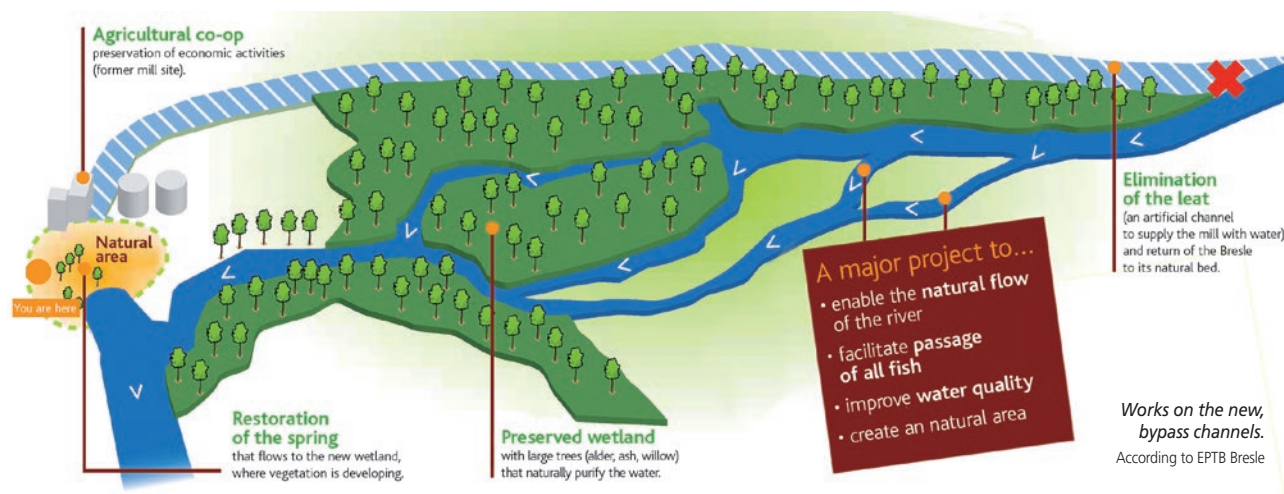 Agricultural co-op
preservation of economic activities
(former mill site).
Natural
area
You are here
Restoration
of the spring
that flows to the new wetland,
where vegetation is developing.
Preserved wetland
with large trees (alder, ash, willow)
that naturally purify the water.
A major project to...
• enable the natural flow
of the river
• facilitate passage
of all fish
• improve water quality
• create an natural area
Elimination
of the leat
(an artificial channel
to supply the mill with water)
and return of the Bresle
to its natural bed.
Works on the new,
bypass channels.
According to EPTB Bresle